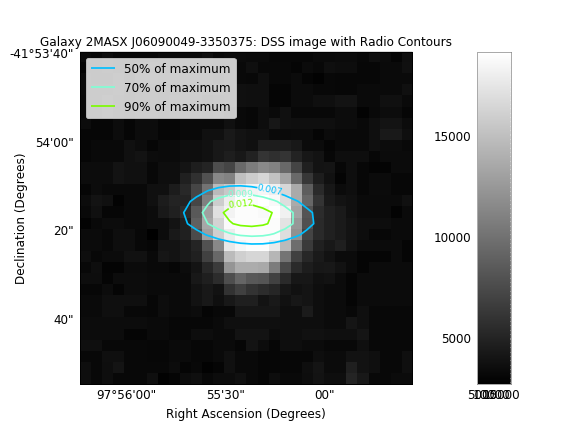 Galaxy 2MASX J06090049-3350375: DSS image with Radio Contours
-41°53'40"
50% of maximum
70% of maximum
90% of maximum
54'00"
20"
40"
0.007
0.012
15000
10000
5000
97°56'00"
55'30"
00"
Right Ascension (Degrees)
Declination (Degrees)